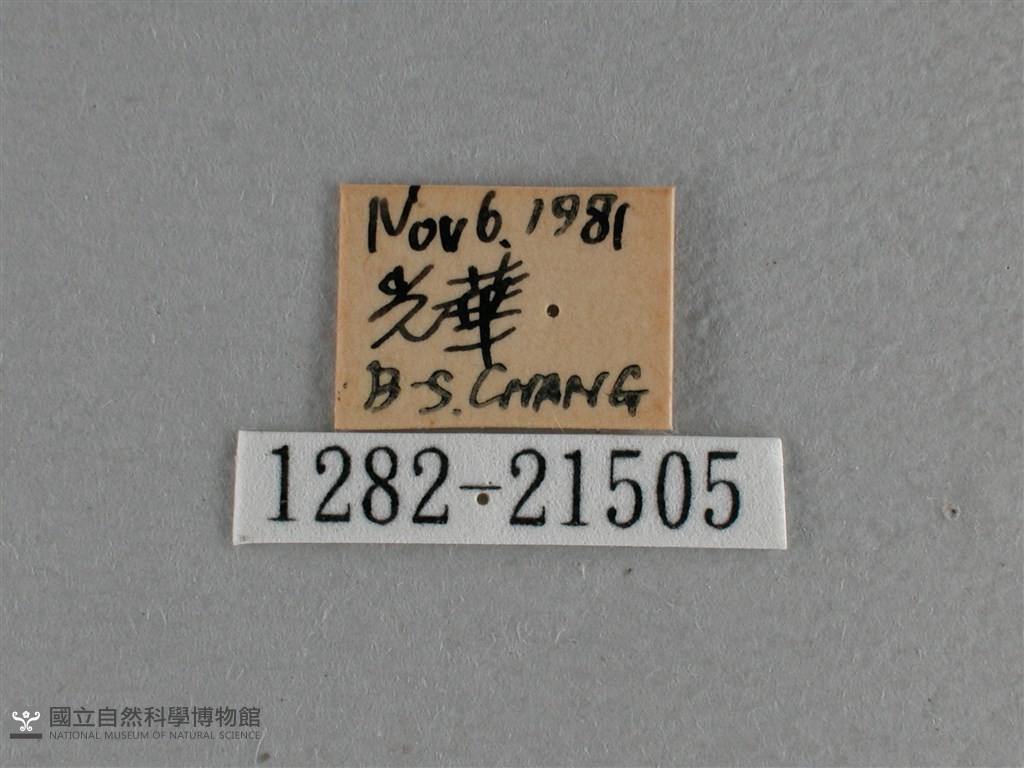 Nov 6. 1981
光華
B-S. CHANG
1282-21505
國立自然科學博物館
NATIONAL MUSEUM OF NATURAL SCIENCE